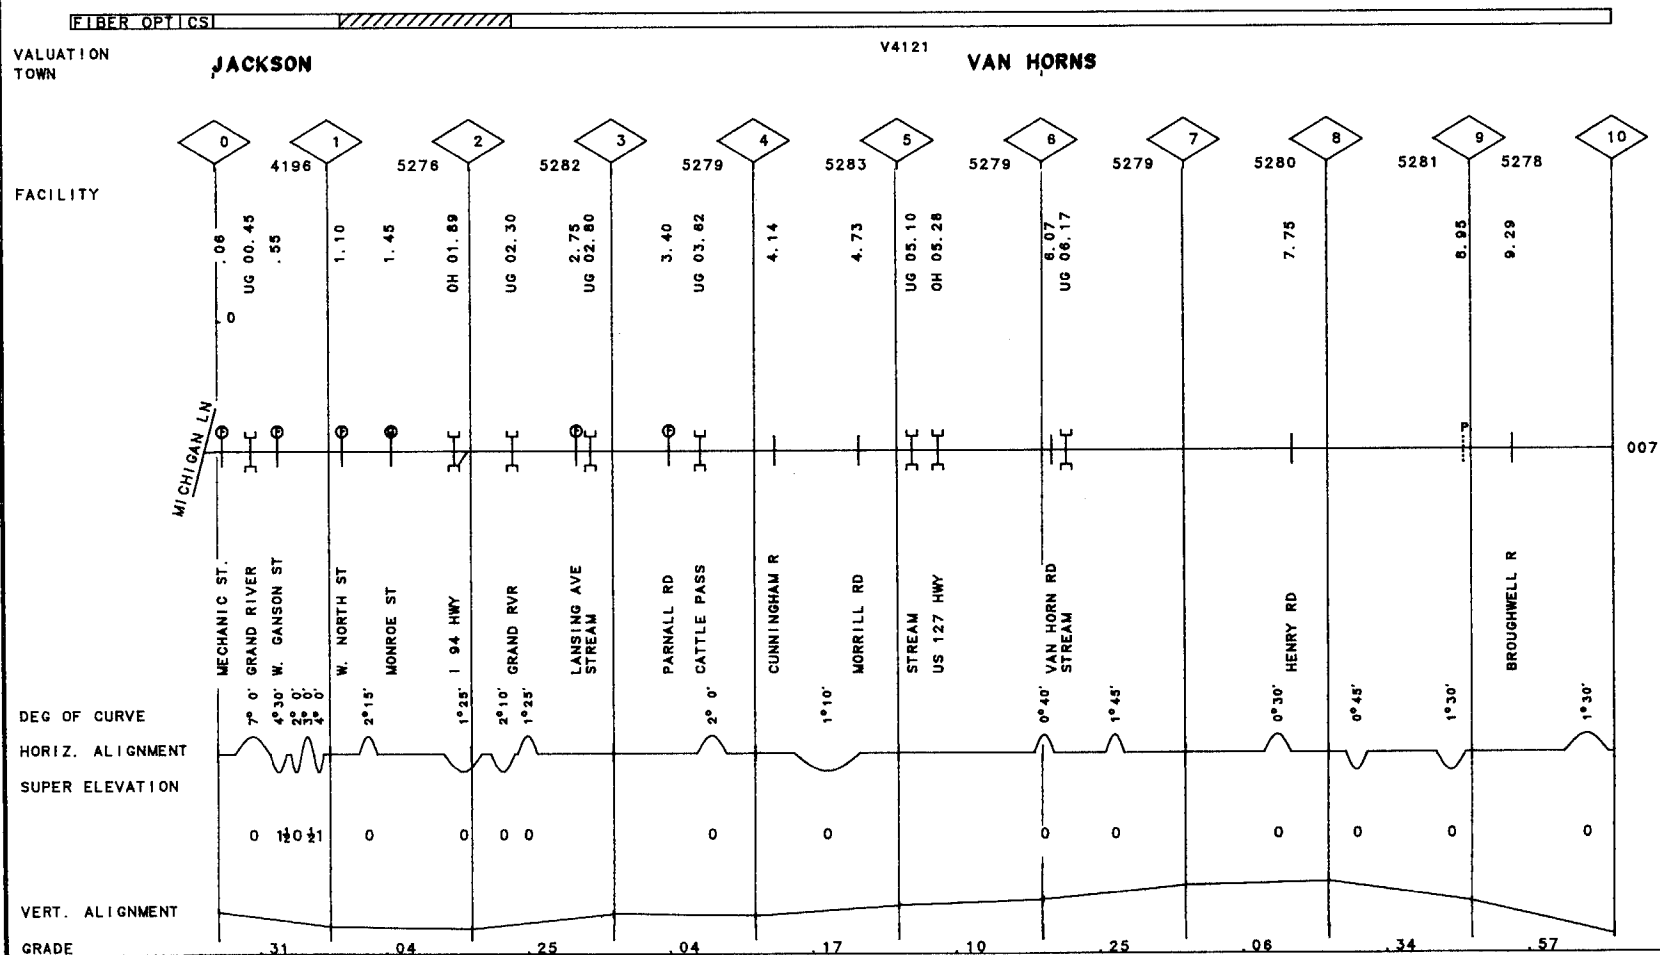 FIBER OPTICS
VALUATION V4121
TOWN JACKSON VAN HORNS
0 1 2 3 4 5 6 7 8 9 10
4196 5276 5282 5279 5283 5279 5279 5280 5281 5278
FACILITY
.06
UG 00.45
.55
1.10
1.45
OH 01.89
UG 02.30
2.75
UG 02.80
3.40
UG 03.62
4.14
4.73
UG 05.10
OH 05.28
6.07
UG 06.17
7.75
8.95
9.29
.0
MICHIGAN LN
F F F F F P
007
MECHANIC ST.
GRAND RIVER
W. GANSON ST
W. NORTH ST
MONROE ST
I 94 HWY
GRAND RVR
LANSING AVE
STREAM
PARNALL RD
CATTLE PASS
CUNNINGHAM R
MORRILL RD
STREAM
US 127 HWY
VAN HORN RD
STREAM
HENRY RD
BROUGHWELL R
DEG OF CURVE 7° 0' 4°30' 2° 0' 3° 0' 4° 0' 2°15' 1°25' 2°10' 1°25' 2° 0' 1°10' 0°40' 1°45' 0°30' 0°45' 1°30' 1°30'
HORIZ. ALIGNMENT
SUPER ELEVATION
0 1½ 0 ½ 1 0 0 0 0 0 0 0 0 0 0 0 0
VERT. ALIGNMENT
GRADE .31 .04 .25 .04 .17 .10 .25 .06 .34 .57